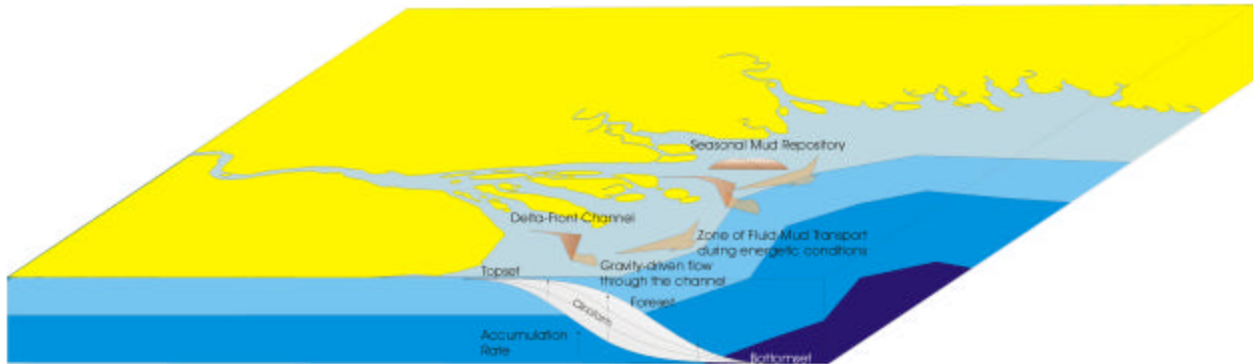 Seasonal Mud Repository
Delta-Front Channel
Zone of Fluid-Mud Transport
during energetic conditions
Topset
Gravity-driven flow
through the channel
Foreset
Clinoform
Accumulation
Rate
Bottomset